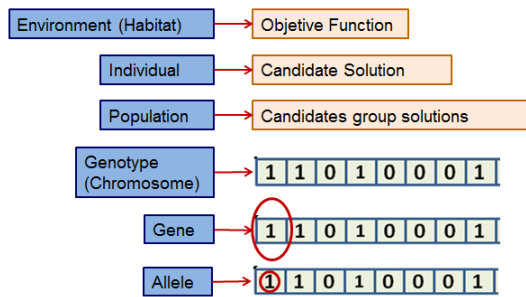 Environment (Habitat) Objetive Function
Individual Candidate Solution
Population Candidates group solutions
Genotype
(Chromosome) 1 1 0 1 0 0 0 1
Gene 1 1 0 1 0 0 0 1
Allele 1 1 0 1 0 0 0 1